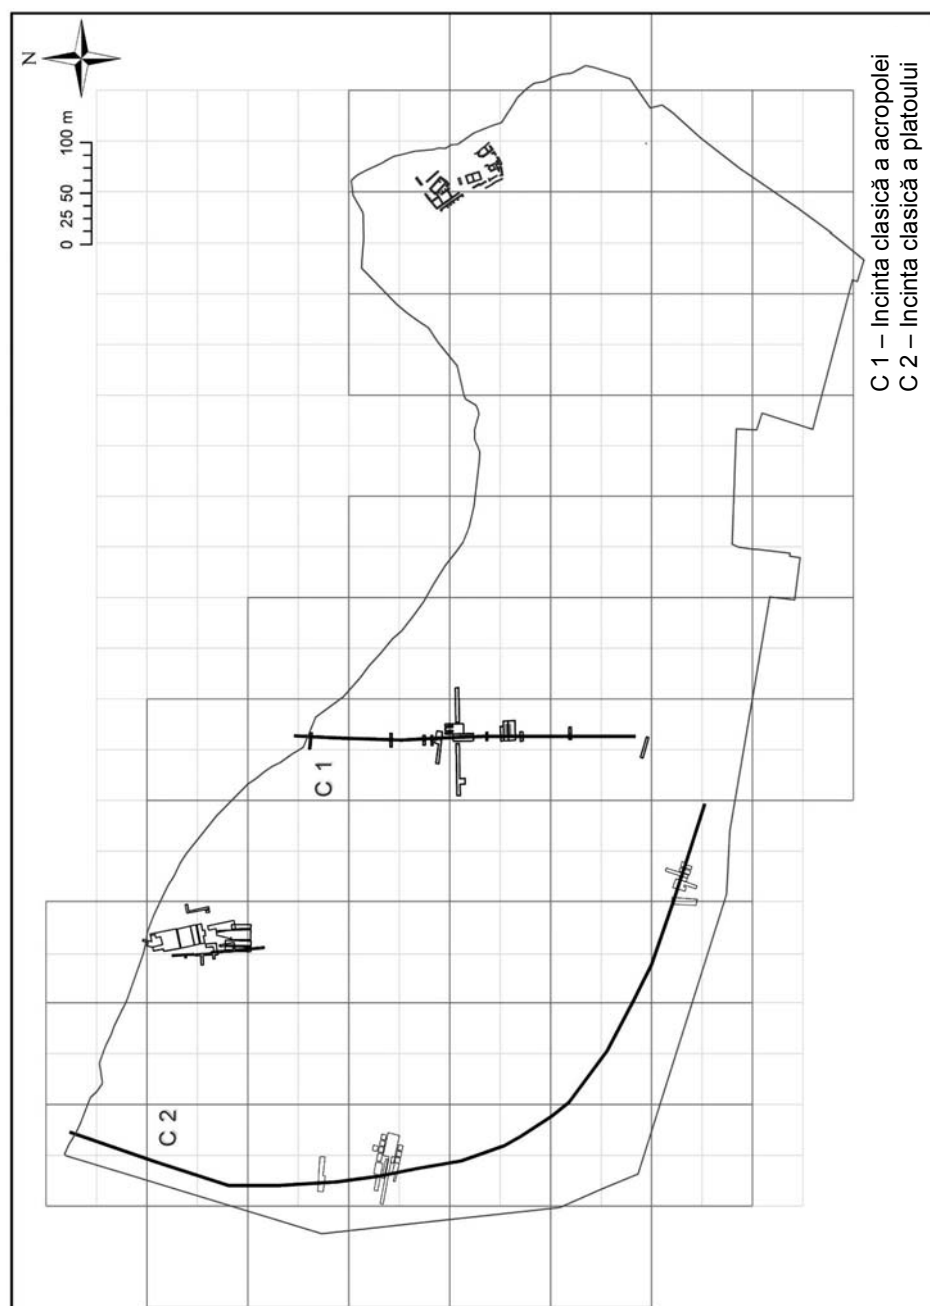 N
0 25 50 100 m
C 1
C 2
C 1 – Incinta clasică a acropolei
C 2 – Incinta clasică a platoului